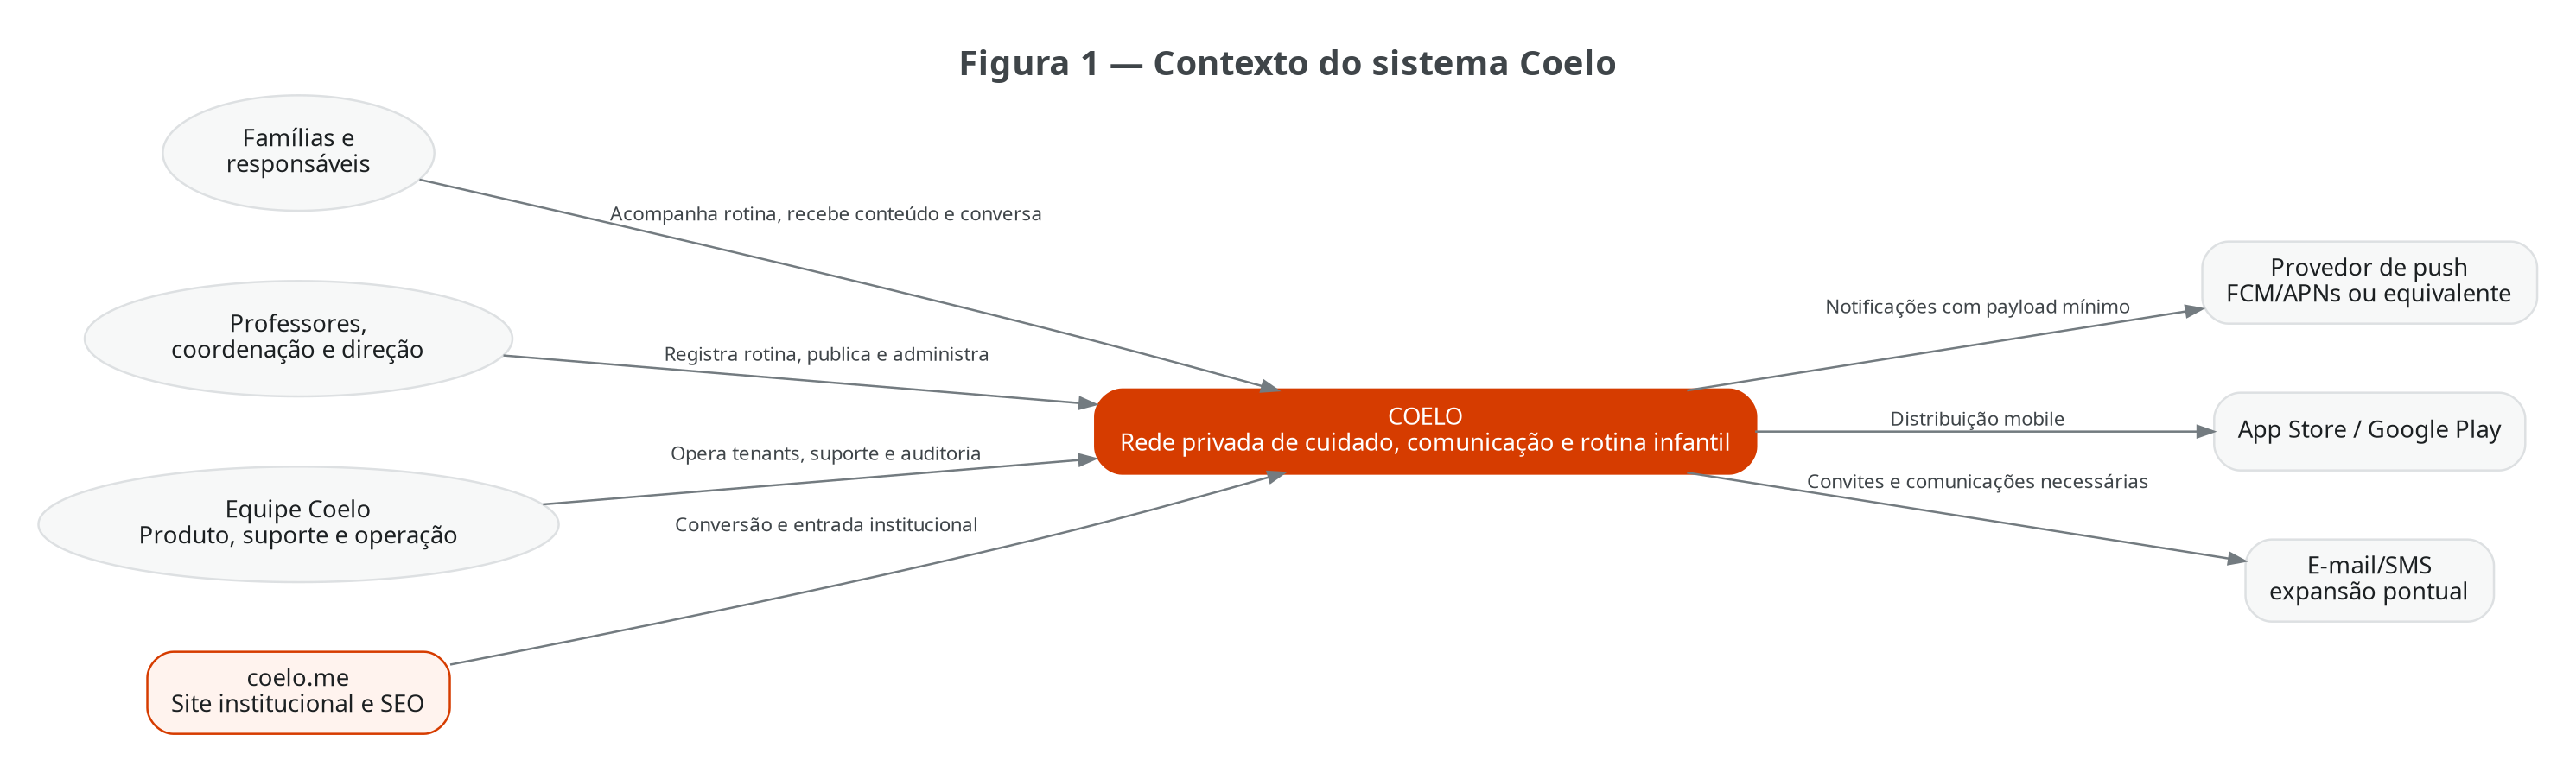 Figura 1 — Contexto do sistema Coelo
Famílias e
responsáveis
Acompanha rotina, recebe conteúdo e conversa
Professores,
coordenação e direção
Registra rotina, publica e administra
Equipe Coelo
Produto, suporte e operação
Opera tenants, suporte e auditoria
coelo.me
Site institucional e SEO
Conversão e entrada institucional
COELO
Rede privada de cuidado, comunicação e rotina infantil
Notificações com payload mínimo
Provedor de push
FCM/APNs ou equivalente
Distribuição mobile
App Store / Google Play
Convites e comunicações necessárias
E-mail/SMS
expansão pontual